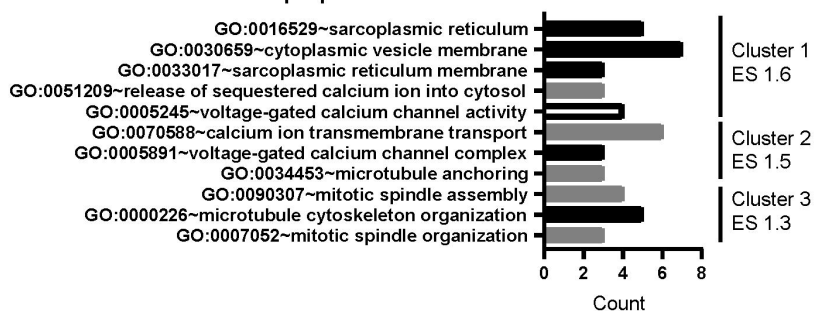 GO:0016529~sarcoplasmic reticulum
GO:0030659~cytoplasmic vesicle membrane
GO:0033017~sarcoplasmic reticulum membrane
GO:0051209~release of sequestered calcium ion into cytosol
GO:0005245~voltage-gated calcium channel activity
GO:0070588~calcium ion transmembrane transport
GO:0005891~voltage-gated calcium channel complex
GO:0034453~microtubule anchoring
GO:0090307~mitotic spindle assembly
GO:0000226~microtubule cytoskeleton organization
GO:0007052~mitotic spindle organization
Cluster 1
ES 1.6
Cluster 2
ES 1.5
Cluster 3
ES 1.3
0 2 4 6 8
Count